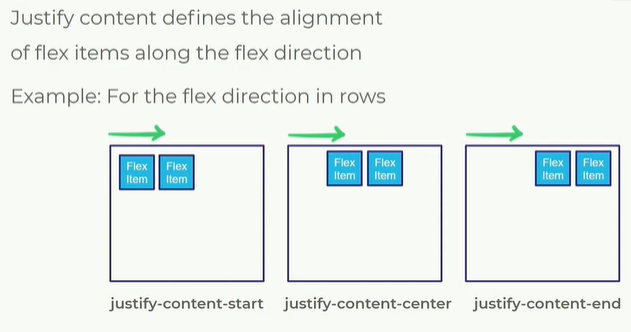 Justify content defines the alignment
of flex items along the flex direction
Example: For the flex direction in rows
Flex Flex
Item Item
Flex Flex
Item Item
Flex Flex
Item Item
justify-content-start
justify-content-center
justify-content-end